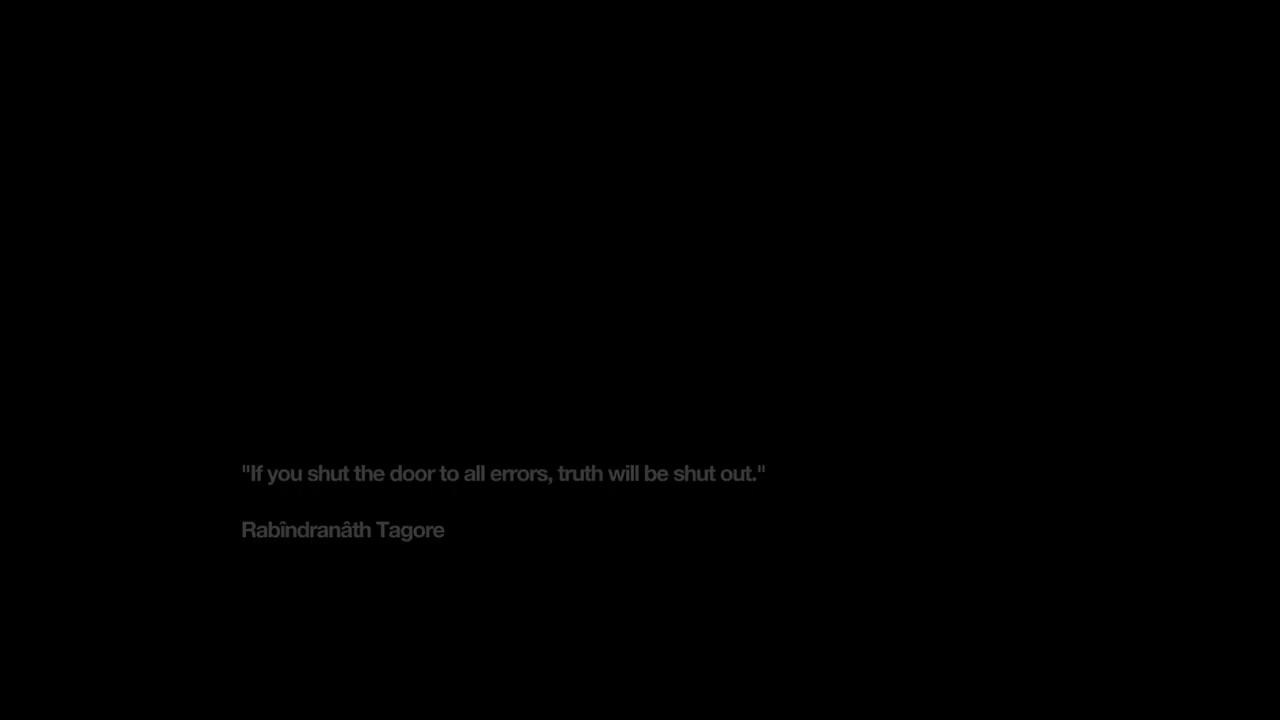 "If you shut the door to all errors, truth will be shut out."
Rabîndranâth Tagore